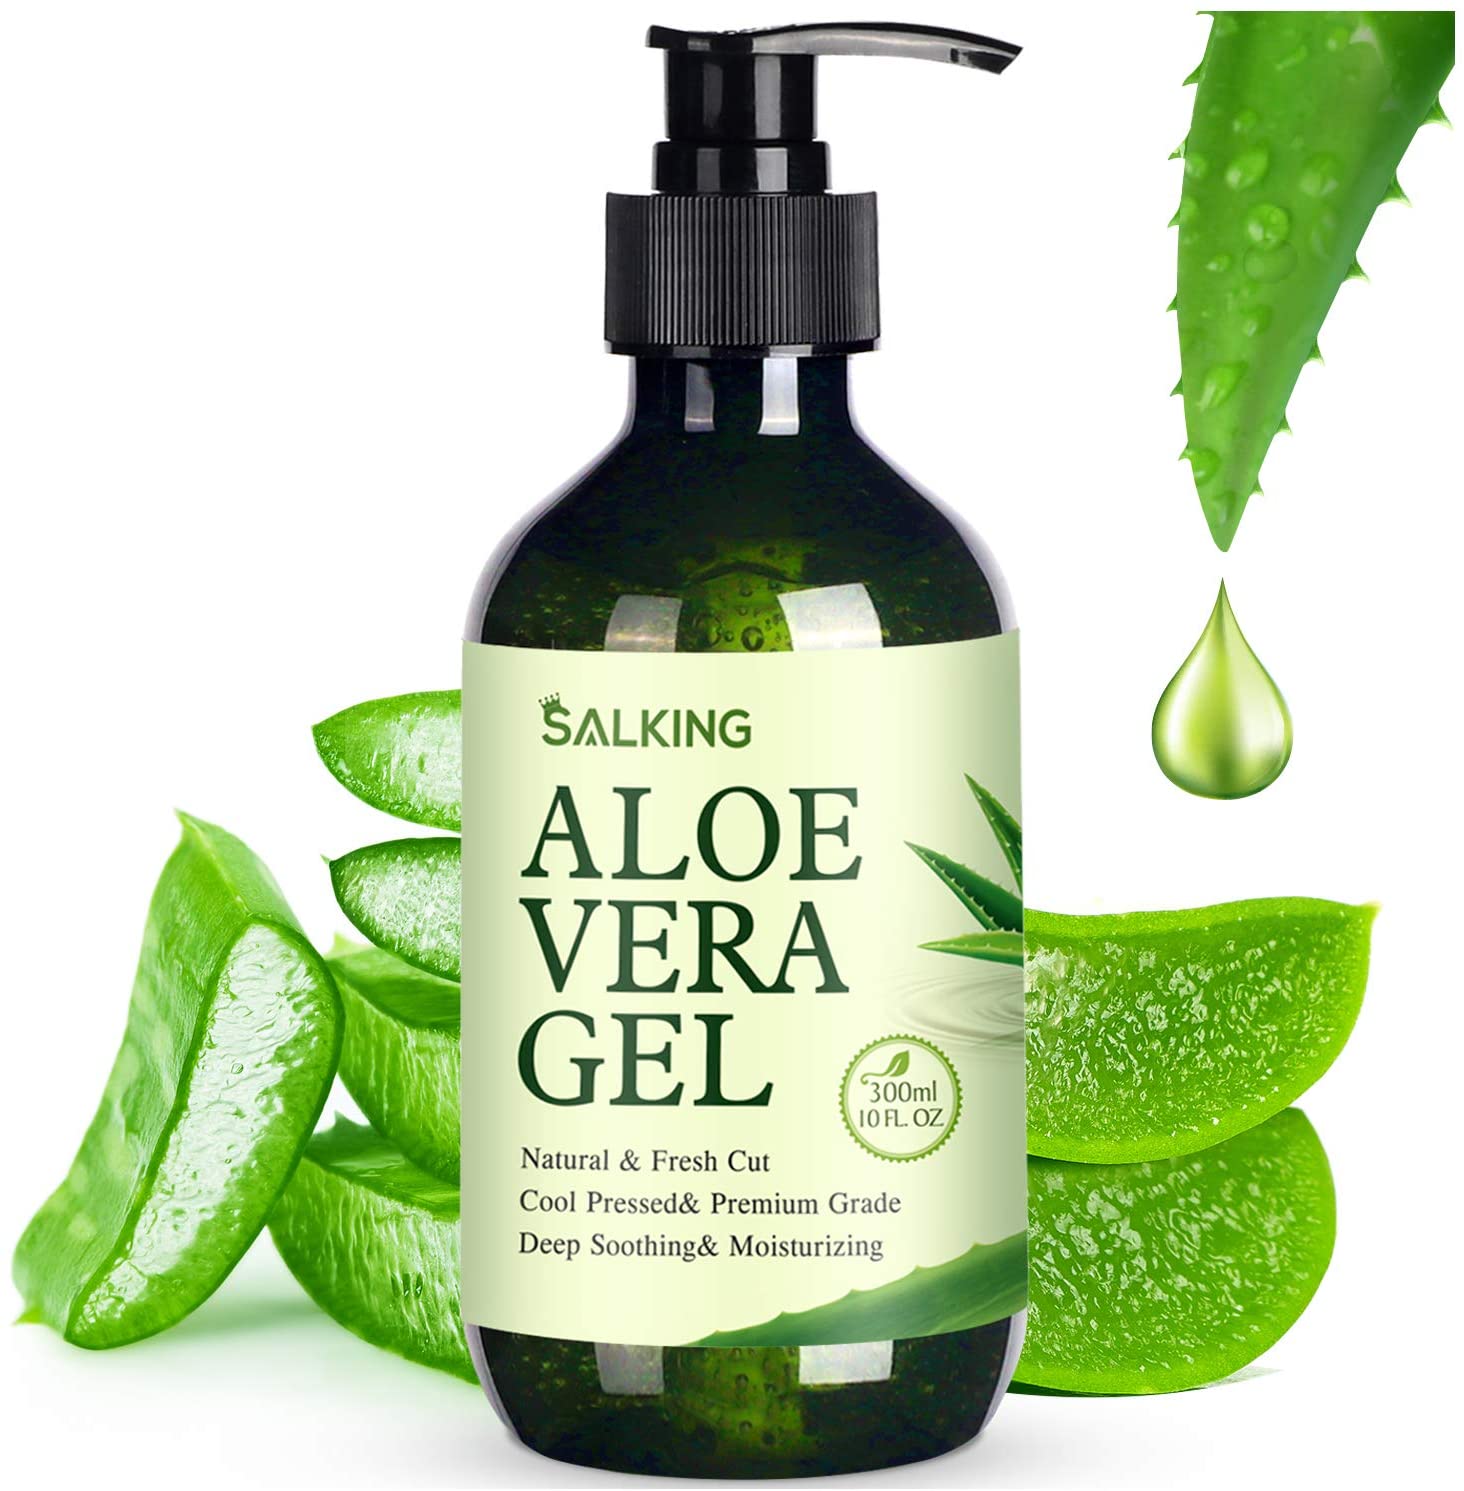 SALKING
ALOE
VERA
GEL
300ml
10 FL. OZ
Natural & Fresh Cut
Cool Pressed& Premium Grade
Deep Soothing& Moisturizing